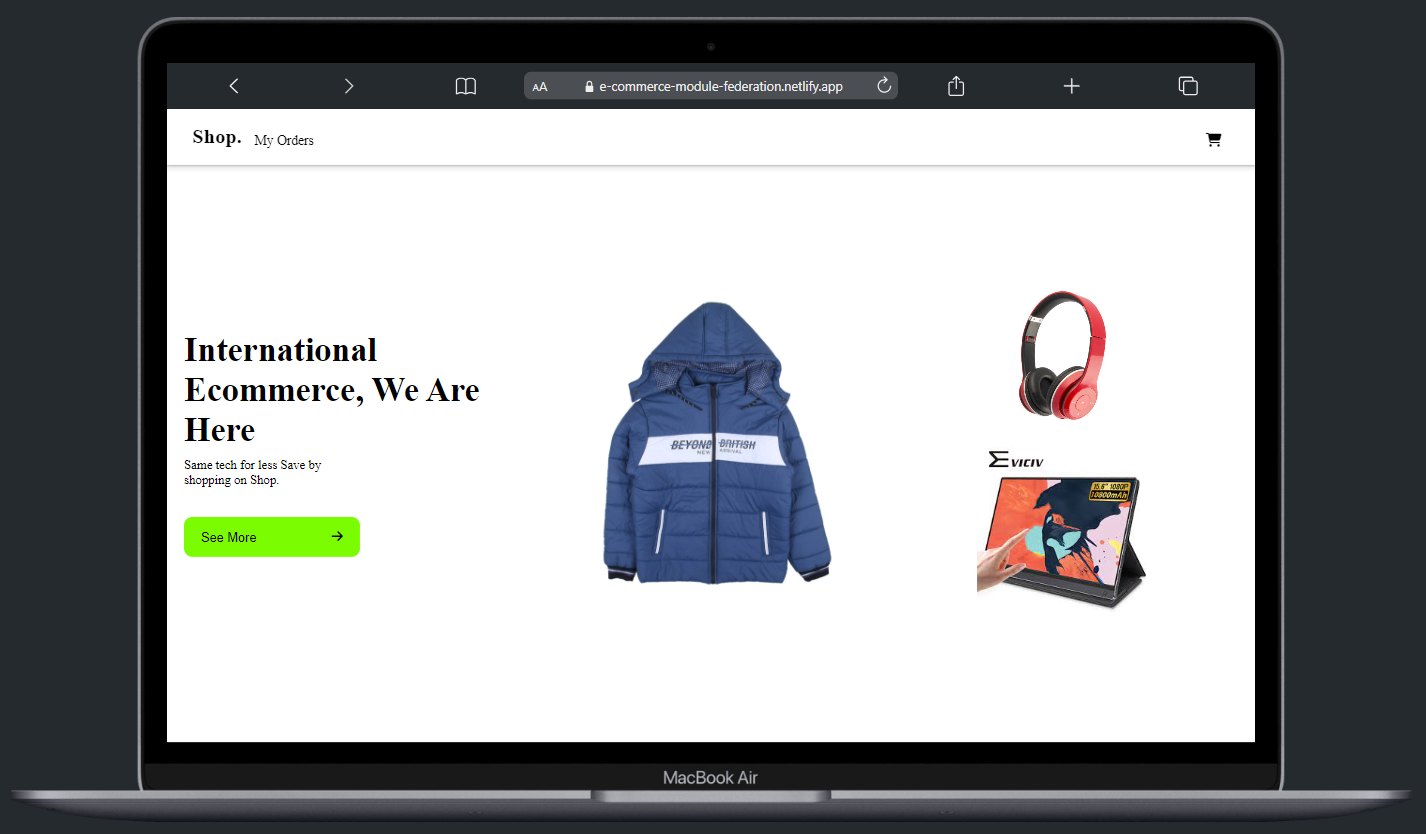 AA e-commerce-module-federation.netlify.app
Shop. My Orders
International
Ecommerce, We Are
Here
Same tech for less Save by
shopping on Shop.
See More
BEYOND BRITISH
NEW ARRIVAL
EVICIV
15.6" 1080P
10800mAh
MacBook Air